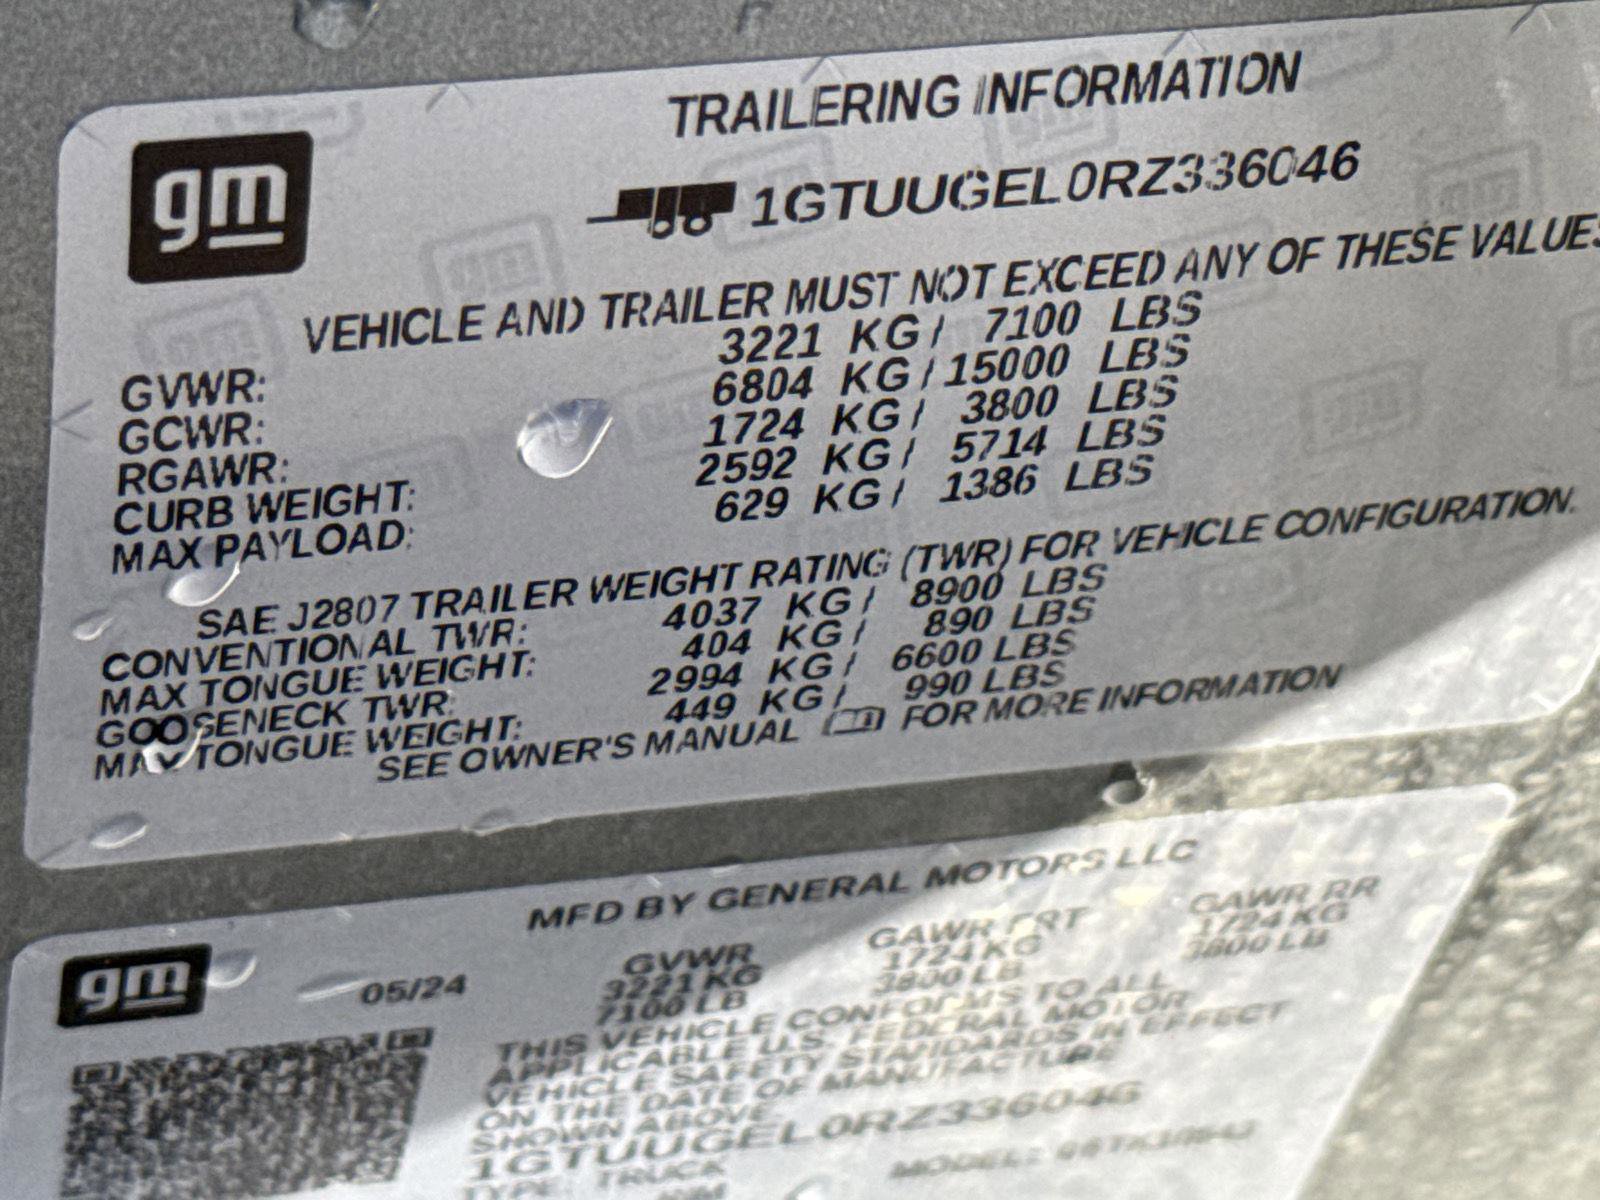 gm
TRAILERING INFORMATION
1GTUUGEL0RZ336046
VEHICLE AND TRAILER MUST NOT EXCEED ANY OF THESE VALUES
GVWR: 3221 KG / 7100 LBS
GCWR: 6804 KG / 15000 LBS
RGAWR: 1724 KG / 3800 LBS
CURB WEIGHT: 2592 KG / 5714 LBS
MAX PAYLOAD: 629 KG / 1386 LBS
SAE J2807 TRAILER WEIGHT RATING (TWR) FOR VEHICLE CONFIGURATION.
CONVENTIONAL TWR: 4037 KG / 8900 LBS
MAX TONGUE WEIGHT: 404 KG / 890 LBS
GOOSENECK TWR: 2994 KG / 6600 LBS
MAX TONGUE WEIGHT: 449 KG / 990 LBS
SEE OWNER'S MANUAL FOR MORE INFORMATION
MFD BY GENERAL MOTORS LLC
gm
05/24
GVWR GAWR FRT GAWR RR
3221 KG 1724 KG 1724 KG
7100 LB 3800 LB 3800 LB
THIS VEHICLE CONFORMS TO ALL
APPLICABLE U.S. FEDERAL MOTOR
VEHICLE SAFETY STANDARDS IN EFFECT
ON THE DATE OF MANUFACTURE
SHOWN ABOVE.
1GTUUGEL0RZ336046
TYPE: TRUCK MODEL: